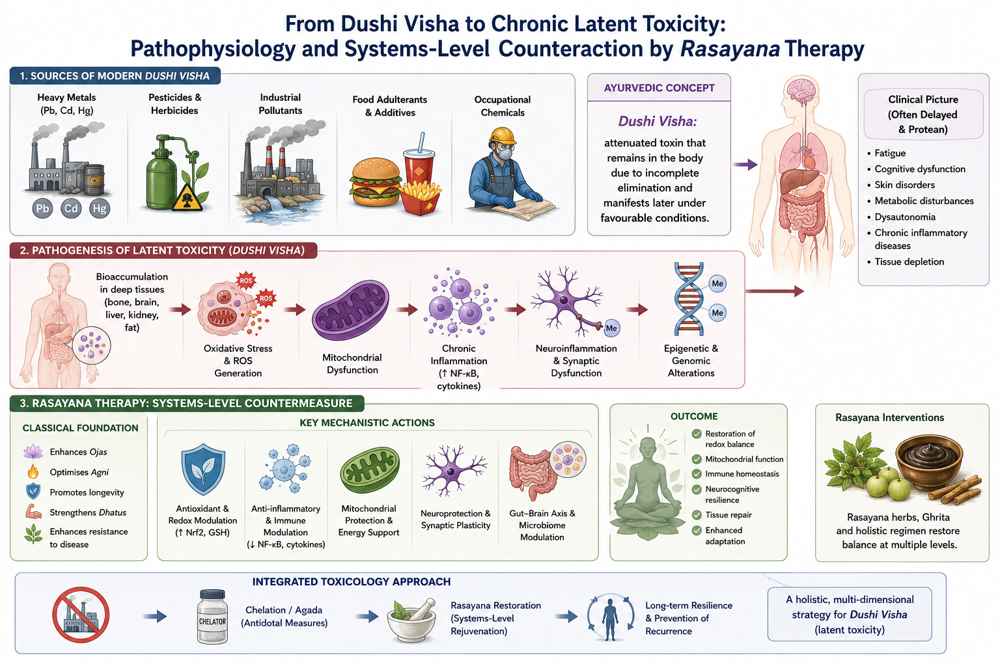 From Dushi Visha to Chronic Latent Toxicity:
Pathophysiology and Systems-Level Counteraction by Rasayana Therapy
1. SOURCES OF MODERN DUSHI VISHA
Heavy Metals
(Pb, Cd, Hg)
Pb
Cd
Hg
Pesticides &
Herbicides
Industrial
Pollutants
Food Adulterants
& Additives
Occupational
Chemicals
AYURVEDIC CONCEPT
Dushi Visha:
attenuated toxin that
remains in the body
due to incomplete
elimination and
manifests later under
favourable conditions.
Clinical Picture
(Often Delayed
& Protean)
• Fatigue
• Cognitive dysfunction
• Skin disorders
• Metabolic disturbances
• Dysautonomia
• Chronic inflammatory
diseases
• Tissue depletion
2. PATHOGENESIS OF LATENT TOXICITY (DUSHI VISHA)
Bioaccumulation
in deep tissues
(bone, brain,
liver, kidney,
fat)
ROS
ROS
Oxidative Stress
& ROS
Generation
Mitochondrial
Dysfunction
Chronic
Inflammation
(↑ NF-κB,
cytokines)
Me
Neuroinflammation
& Synaptic
Dysfunction
Me
Me
Epigenetic &
Genomic
Alterations
3. RASAYANA THERAPY: SYSTEMS-LEVEL COUNTERMEASURE
CLASSICAL FOUNDATION
Enhances Ojas
Optimises Agni
Promotes longevity
Strengthens Dhatus
Enhances resistance
to disease
KEY MECHANISTIC ACTIONS
Antioxidant &
Redox Modulation
(↑ Nrf2, GSH)
Anti-inflammatory
& Immune
Modulation
(↓ NF-κB, cytokines)
Mitochondrial
Protection &
Energy Support
Neuroprotection &
Synaptic Plasticity
Gut–Brain Axis &
Microbiome
Modulation
OUTCOME
Restoration of
redox balance
Mitochondrial function
Immune homestasis
Neurocognitive
resilience
Tissue repair
Enhanced
adaptation
Rasayana Interventions
Rasayana herbs, Ghrita
and holistic regimen restore
balance at multiple levels.
INTEGRATED TOXICOLOGY APPROACH
CHELATOR
Chelation / Agada
(Antidotal Measures)
Rasayana Restoration
(Systems-Level
Rejuvenation)
Long-term Resilience
& Prevention of
Recurrence
A holistic, multi-dimensional
strategy for Dushi Visha
(latent toxicity)